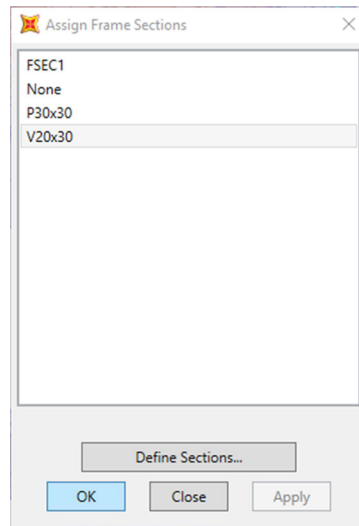 Assign Frame Sections
FSEC1
None
P30x30
V20x30
Define Sections...
OK Close Apply